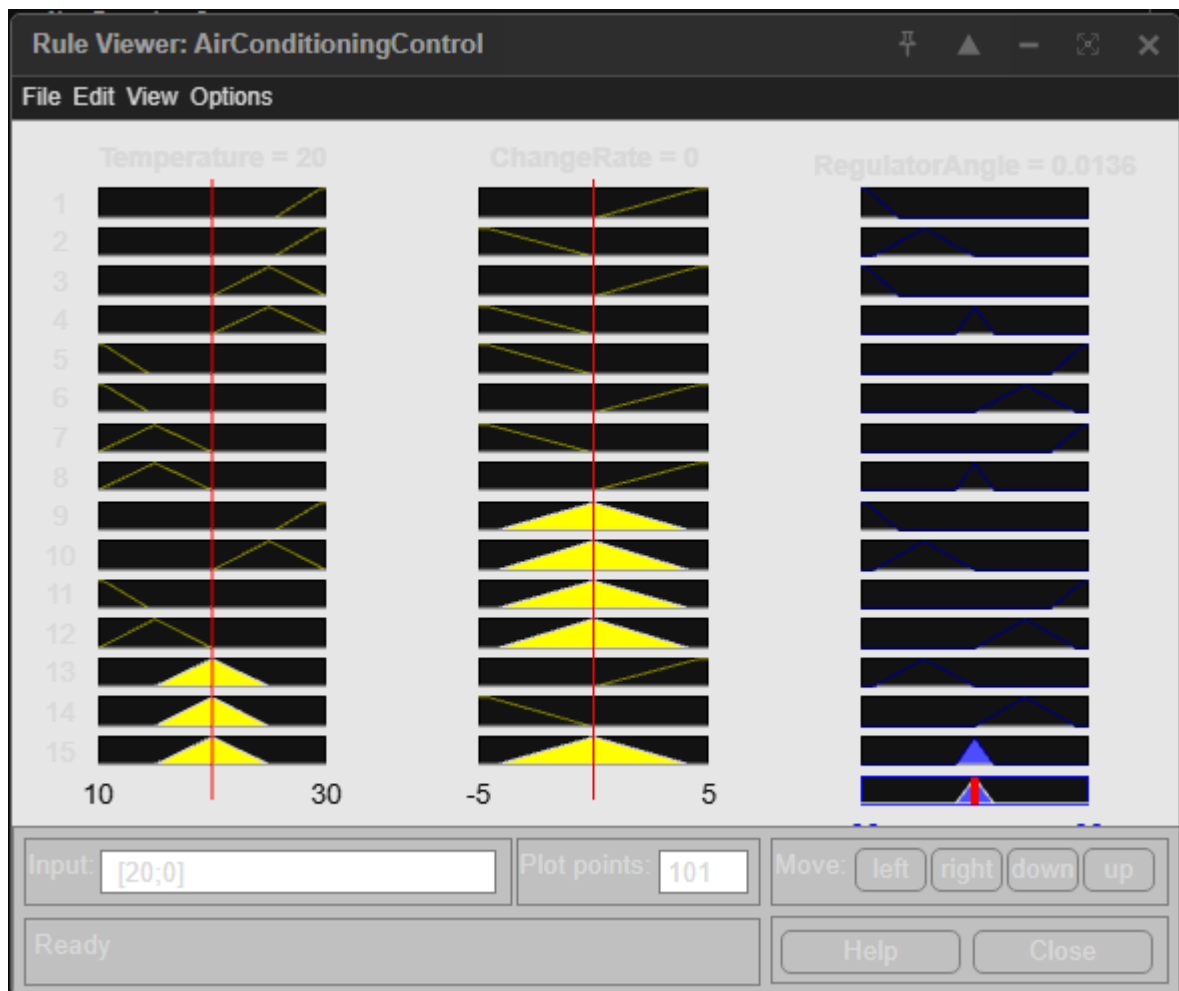 Rule Viewer: AirConditioningControl
File Edit View Options
Temperature = 20
ChangeRate = 0
RegulatorAngle = 0.0136
1
2
3
4
5
6
7
8
9
10
11
12
13
14
15
10 30
-5 5
Input: [20;0]
Plot points: 101
Move: left right down up
Ready
Help Close